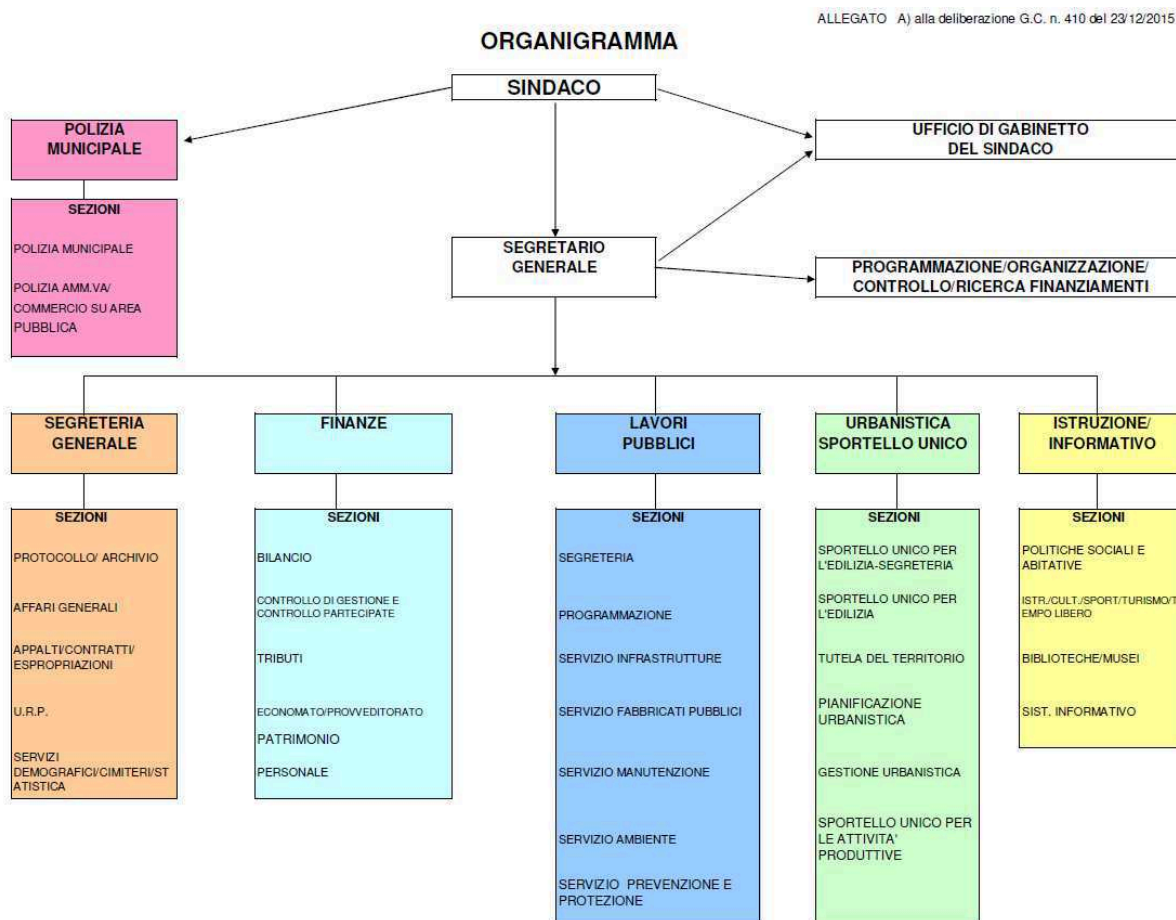 ALLEGATO A) alla deliberazione G.C. n. 410 del 23/12/2015
ORGANIGRAMMA
SINDACO
POLIZIA
MUNICIPALE
UFFICIO DI GABINETTO
DEL SINDACO
SEZIONI
POLIZIA MUNICIPALE
POLIZIA AMM.VA/
COMMERCIO SU AREA
PUBBLICA
SEGRETARIO
GENERALE
PROGRAMMAZIONE/ORGANIZZAZIONE/
CONTROLLO/RICERCA FINANZIAMENTI
SEGRETERIA
GENERALE
SEZIONI
PROTOCOLLO/ ARCHIVIO
AFFARI GENERALI
APPALTI/CONTRATTI/
ESPROPRIAZIONI
U.R.P.
SERVIZI
DEMOGRAFICI/CIMITERI/ST
ATISTICA
FINANZE
SEZIONI
BILANCIO
CONTROLLO DI GESTIONE E
CONTROLLO PARTECIPATE
TRIBUTI
ECONOMATO/PROVVEDITORATO
PATRIMONIO
PERSONALE
LAVORI
PUBBLICI
SEZIONI
SEGRETERIA
PROGRAMMAZIONE
SERVIZIO INFRASTRUTTURE
SERVIZIO FABBRICATI PUBBLICI
SERVIZIO MANUTENZIONE
SERVIZIO AMBIENTE
SERVIZIO PREVENZIONE E
PROTEZIONE
URBANISTICA
SPORTELLO UNICO
SEZIONI
SPORTELLO UNICO PER
L'EDILIZIA-SEGRETERIA
SPORTELLO UNICO PER
L'EDILIZIA
TUTELA DEL TERRITORIO
PIANIFICAZIONE
URBANISTICA
GESTIONE URBANISTICA
SPORTELLO UNICO PER
LE ATTIVITA'
PRODUTTIVE
ISTRUZIONE/
INFORMATIVO
SEZIONI
POLITICHE SOCIALI E
ABITATIVE
ISTR./CULT./SPORT/TURISMO/T
EMPO LIBERO
BIBLIOTECHE/MUSEI
SIST. INFORMATIVO